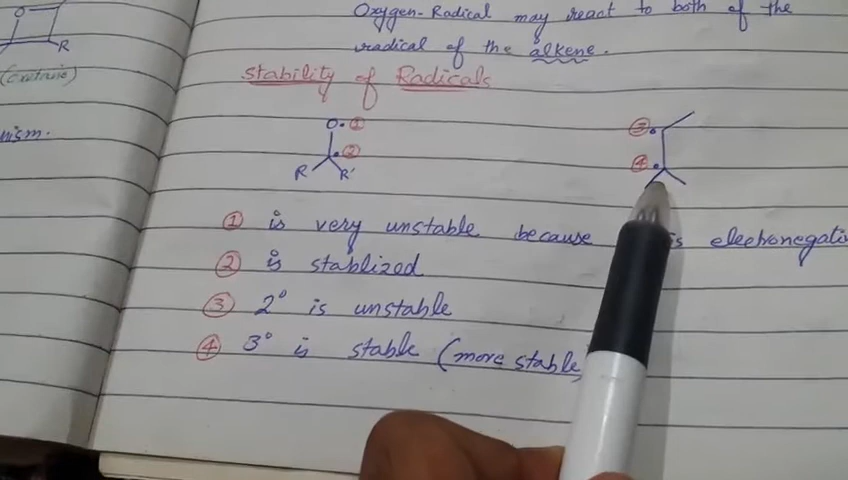 Oxygen-Radical may react to both of the
radical of the alkene.
Stability of Radicals
O. ①
. ②
R R'
③ .
④ .
① is very unstable because is electronegati
② is stablized
③ 2° is unstable
④ 3° is stable (more stable
O
R
nism.